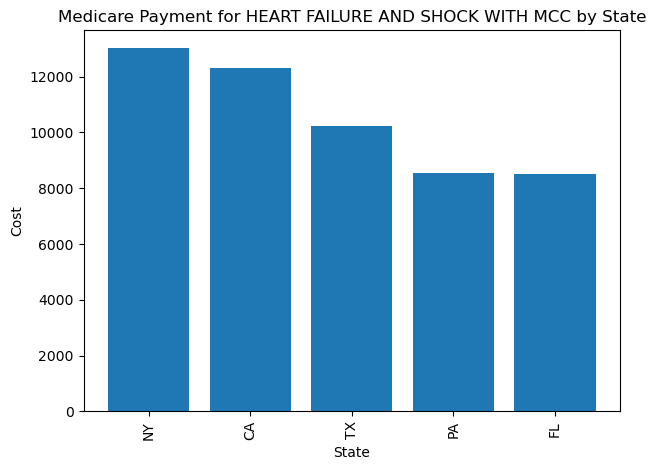 Medicare Payment for HEART FAILURE AND SHOCK WITH MCC by State
Cost
12000
10000
8000
6000
4000
2000
0
NY
CA
TX
PA
FL
State